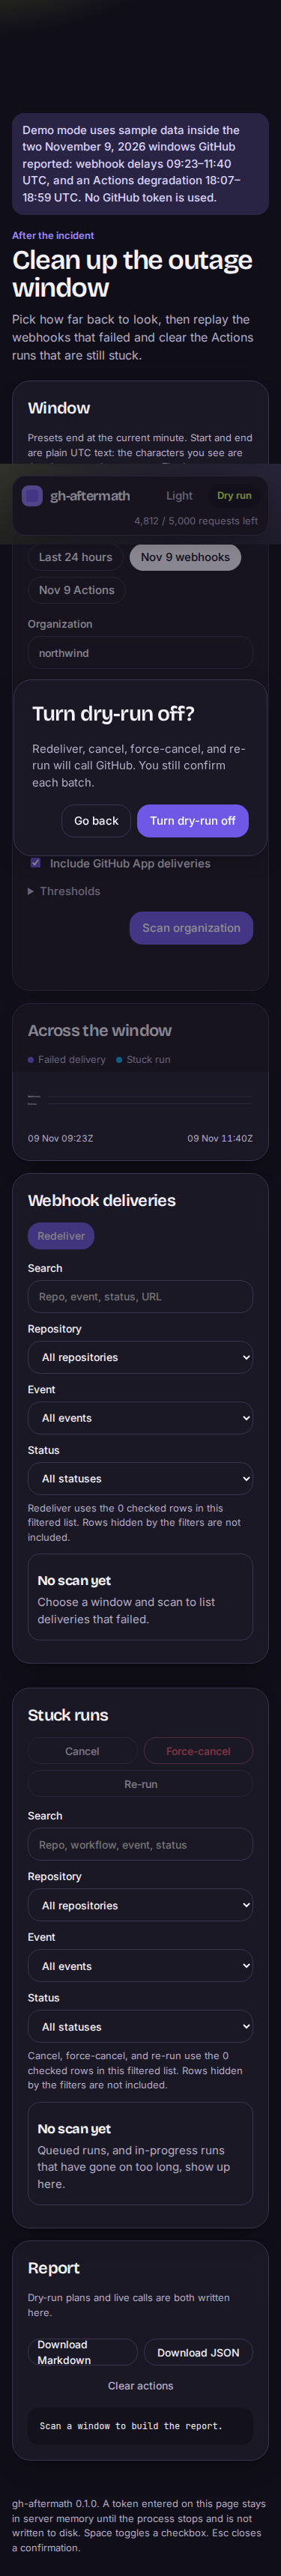 Demo mode uses sample data inside the
two November 9, 2026 windows GitHub
reported: webhook delays 09:23–11:40
UTC, and an Actions degradation 18:07–
18:59 UTC. No GitHub token is used.
After the incident
Clean up the outage
window
Pick how far back to look, then replay the
webhooks that failed and clear the Actions
runs that are still stuck.
Window
Presets end at the current minute. Start and end
are plain UTC text: the characters you see are
gh-aftermath
Light
Dry run
4,812 / 5,000 requests left
Last 24 hours
Nov 9 webhooks
Nov 9 Actions
Organization
northwind
Turn dry-run off?
Redeliver, cancel, force-cancel, and re-
run will call GitHub. You still confirm
each batch.
Go back
Turn dry-run off
Include GitHub App deliveries
Thresholds
Scan organization
Across the window
Failed delivery
Stuck run
09 Nov 09:23Z
09 Nov 11:40Z
Webhook deliveries
Redeliver
Search
Repo, event, status, URL
Repository
All repositories
Event
All events
Status
All statuses
Redeliver uses the 0 checked rows in this
filtered list. Rows hidden by the filters are not
included.
No scan yet
Choose a window and scan to list
deliveries that failed.
Stuck runs
Cancel
Force-cancel
Re-run
Search
Repo, workflow, event, status
Repository
All repositories
Event
All events
Status
All statuses
Cancel, force-cancel, and re-run use the 0
checked rows in this filtered list. Rows hidden
by the filters are not included.
No scan yet
Queued runs, and in-progress runs
that have gone on too long, show up
here.
Report
Dry-run plans and live calls are both written
here.
Download
Markdown
Download JSON
Clear actions
Scan a window to build the report.
gh-aftermath 0.1.0. A token entered on this page stays
in server memory until the process stops and is not
written to disk. Space toggles a checkbox. Esc closes
a confirmation.